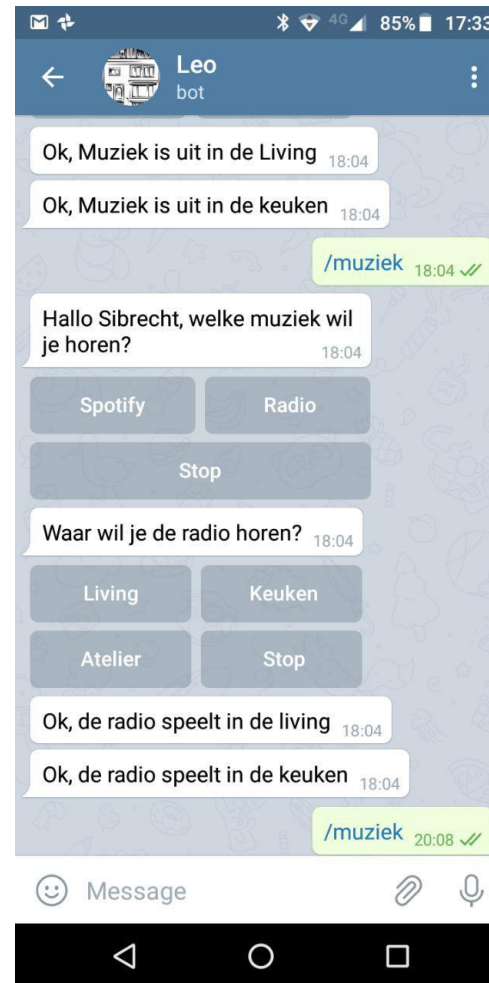 4G 85% 17:33
Leo
bot
Ok, Muziek is uit in de Living 18:04
Ok, Muziek is uit in de keuken 18:04
/muziek 18:04
Hallo Sibrecht, welke muziek wil
je horen? 18:04
Spotify Radio
Stop
Waar wil je de radio horen? 18:04
Living Keuken
Atelier Stop
Ok, de radio speelt in de living 18:04
Ok, de radio speelt in de keuken 18:04
/muziek 20:08
Message